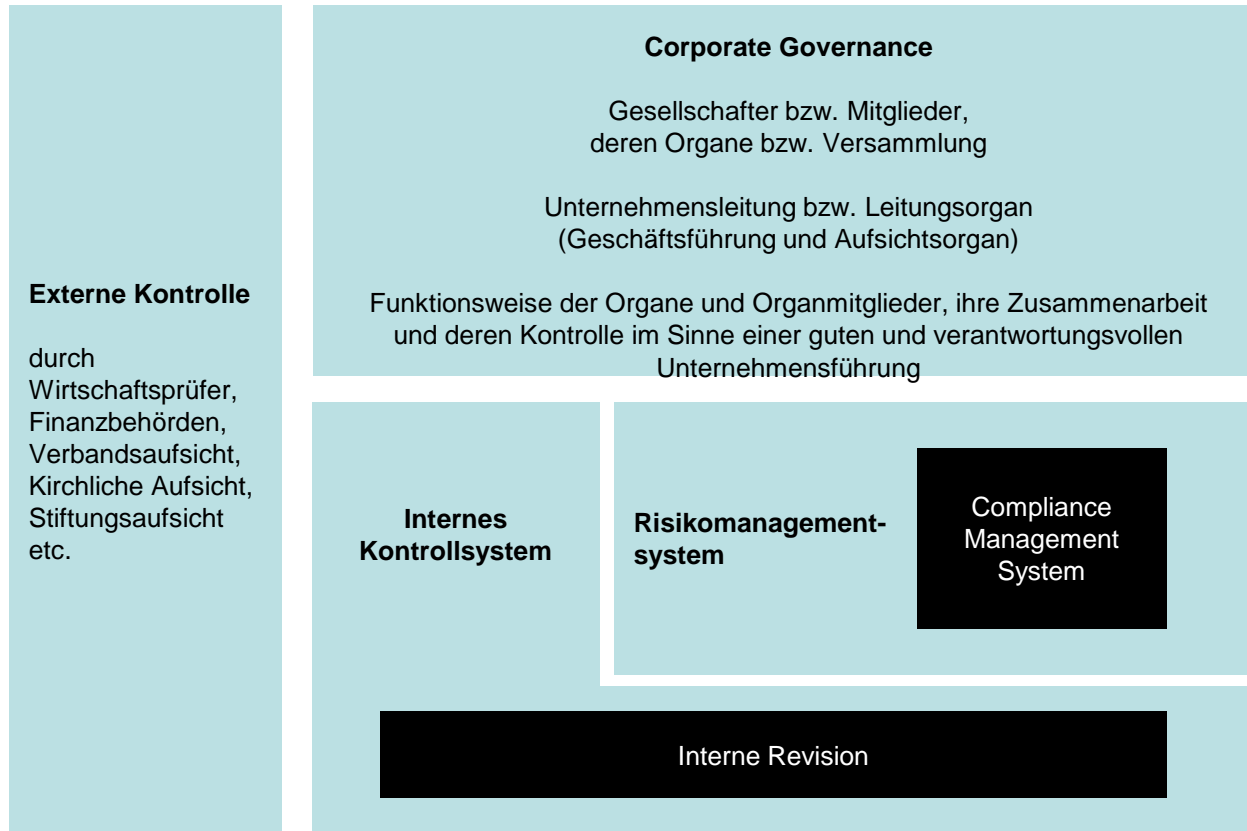 Externe Kontrolle
durch
Wirtschaftsprüfer,
Finanzbehörden,
Verbandsaufsicht,
Kirchliche Aufsicht,
Stiftungsaufsicht
etc.
Corporate Governance
Gesellschafter bzw. Mitglieder,
deren Organe bzw. Versammlung
Unternehmensleitung bzw. Leitungsorgan
(Geschäftsführung und Aufsichtsorgan)
Funktionsweise der Organe und Organmitglieder, ihre Zusammenarbeit
und deren Kontrolle im Sinne einer guten und verantwortungsvollen
Unternehmensführung
Internes
Kontrollsystem
Risikomanagement-
system
Compliance
Management
System
Interne Revision